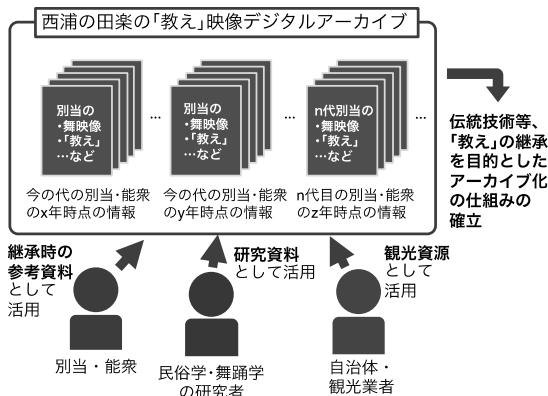 西浦の田楽の「教え」映像デジタルアーカイブ
別当の
・舞映像
・「教え」
…など
…
別当の
・舞映像
・「教え」
…など
…
n代別当の
・舞映像
・「教え」
…など
…
今の代の別当・能衆
のx年時点の情報
今の代の別当・能衆
のy年時点の情報
n代目の別当・能衆
のz年時点の情報
伝統技術等、
「教え」の継承
を目的とした
アーカイブ化
の仕組みの
確立
継承時の
参考資料
として
活用
研究資料
として活用
観光資源
として
活用
別当・能衆
民俗学・舞踊学
の研究者
自治体・
観光業者